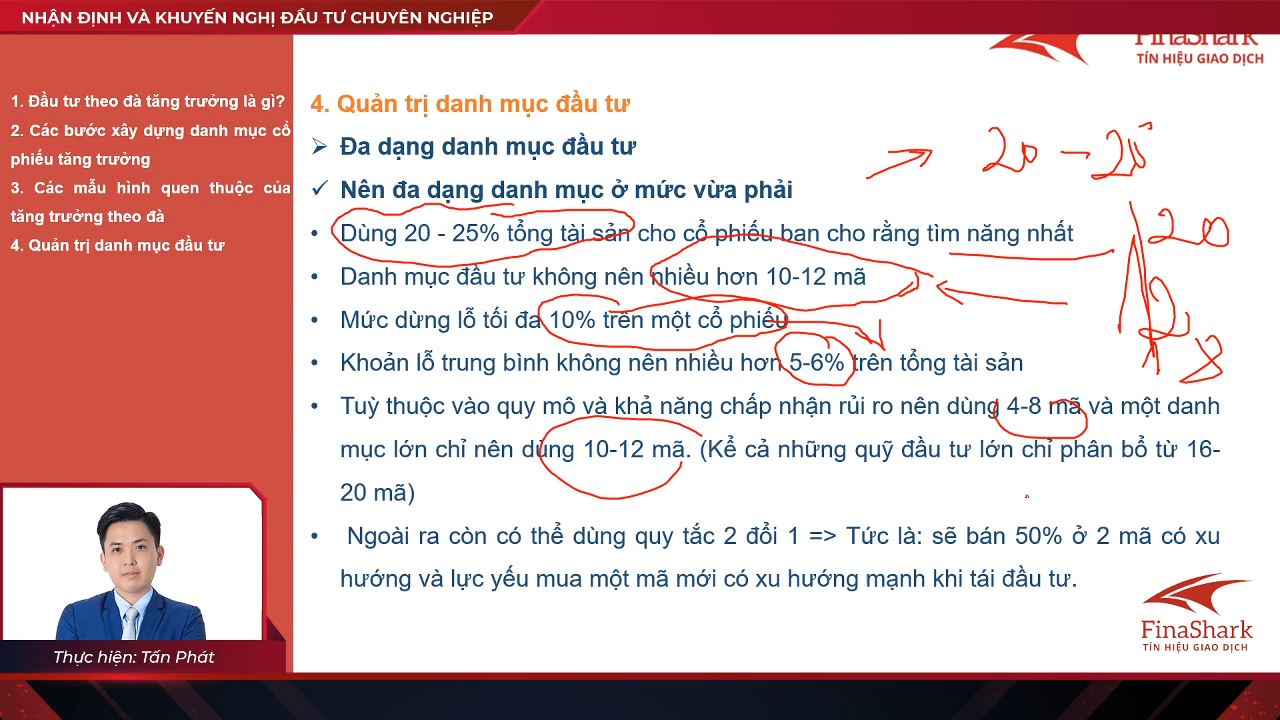 NHẬN ĐỊNH VÀ KHUYẾN NGHỊ ĐẦU TƯ CHUYÊN NGHIỆP
FinaShark
TÍN HIỆU GIAO DỊCH
1. Đầu tư theo đà tăng trưởng là gì?
2. Các bước xây dựng danh mục cổ
phiếu tăng trưởng
3. Các mẫu hình quen thuộc của
tăng trưởng theo đà
4. Quản trị danh mục đầu tư
4. Quản trị danh mục đầu tư
Đa dạng danh mục đầu tư
Nên đa dạng danh mục ở mức vừa phải
• Dùng 20 - 25% tổng tài sản cho cổ phiếu bạn cho rằng tìm năng nhất
• Danh mục đầu tư không nên nhiều hơn 10-12 mã
• Mức dừng lỗ tối đa 10% trên một cổ phiếu
• Khoản lỗ trung bình không nên nhiều hơn 5-6% trên tổng tài sản
• Tuỳ thuộc vào quy mô và khả năng chấp nhận rủi ro nên dùng 4-8 mã và một danh
mục lớn chỉ nên dùng 10-12 mã. (Kể cả những quỹ đầu tư lớn chỉ phân bổ từ 16-
20 mã)
• Ngoài ra còn có thể dùng quy tắc 2 đổi 1 => Tức là: sẽ bán 50% ở 2 mã có xu
hướng và lực yếu mua một mã mới có xu hướng mạnh khi tái đầu tư.
20 - 25
20
2
8
Thực hiện: Tấn Phát
FinaShark
TÍN HIỆU GIAO DỊCH